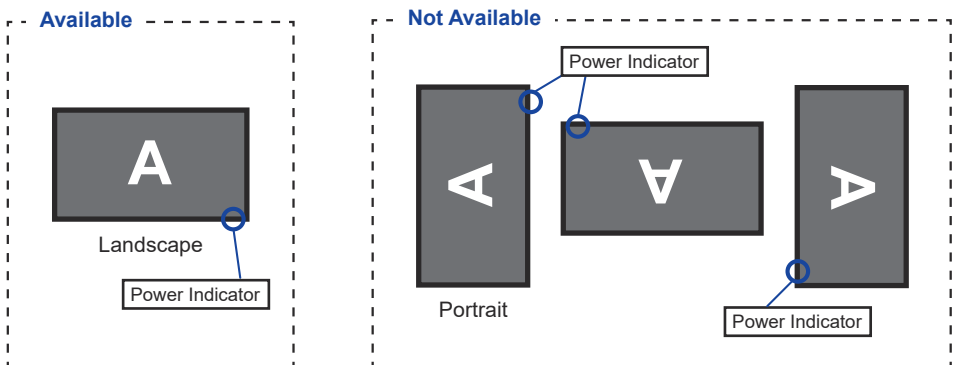 Available
A
Landscape
Power Indicator
Not Available
Power Indicator
A
A
A
Portrait
Power Indicator